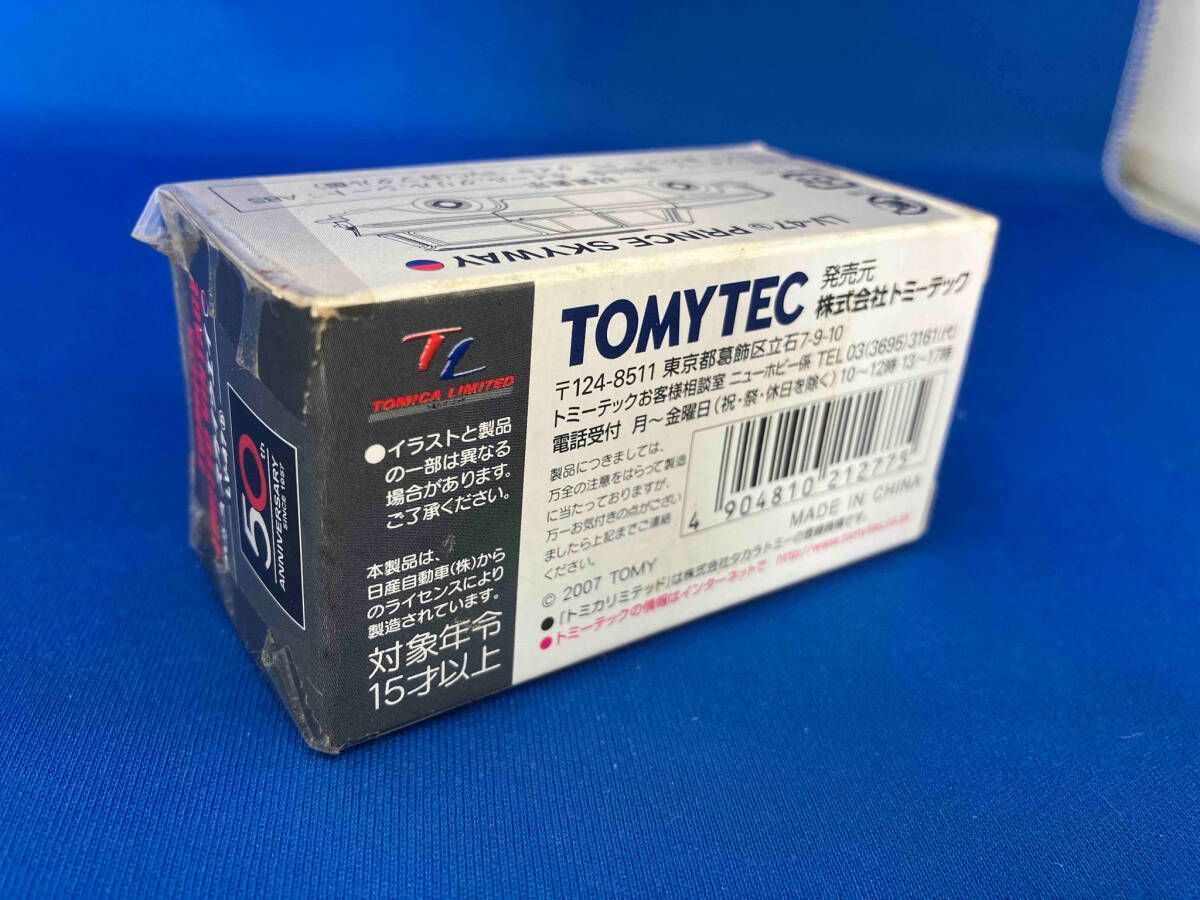 LV-47 PRINCE SKYWAY
ABS
50th
ANNIVERSARY
SINCE 1957
TL
TOMICA LIMITED
●イラストと製品
の一部は異なる
場合があります。
ご了承ください。
本製品は、
日産自動車(株)から
のライセンスにより
製造されています。
対象年令
15才以上
TOMYTEC
発売元
株式会社トミーテック
〒124-8511 東京都葛飾区立石7-9-10
トミーテックお客様相談室 ニューホビー係 TEL 03(3695)3161(代)
電話受付 月~金曜日(祝・祭・休日を除く)10~12時 13~17時
製品につきましては、
万全の注意をはらって製造
に当たっておりますが、
万一お気付きの点がござい
ましたら上記までご連絡
ください。
4 904810 212775
MADE IN CHINA
© 2007 TOMY
●「トミカリミテッド」は株式会社タカラトミーの登録商標です。
●トミーテックの情報はインターネットで http://www.tomytec.co.jp